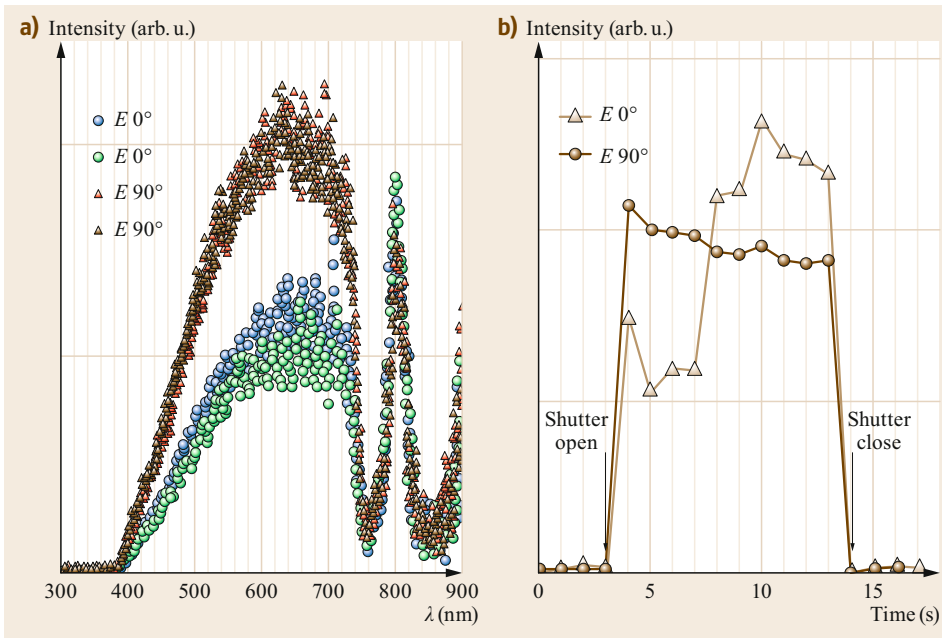 a) Intensity (arb. u.)
E 0°
E 0°
E 90°
E 90°
300 400 500 600 700 800 900
λ (nm)
b) Intensity (arb. u.)
E 0°
E 90°
Shutter
open
Shutter
close
0 5 10 15
Time (s)